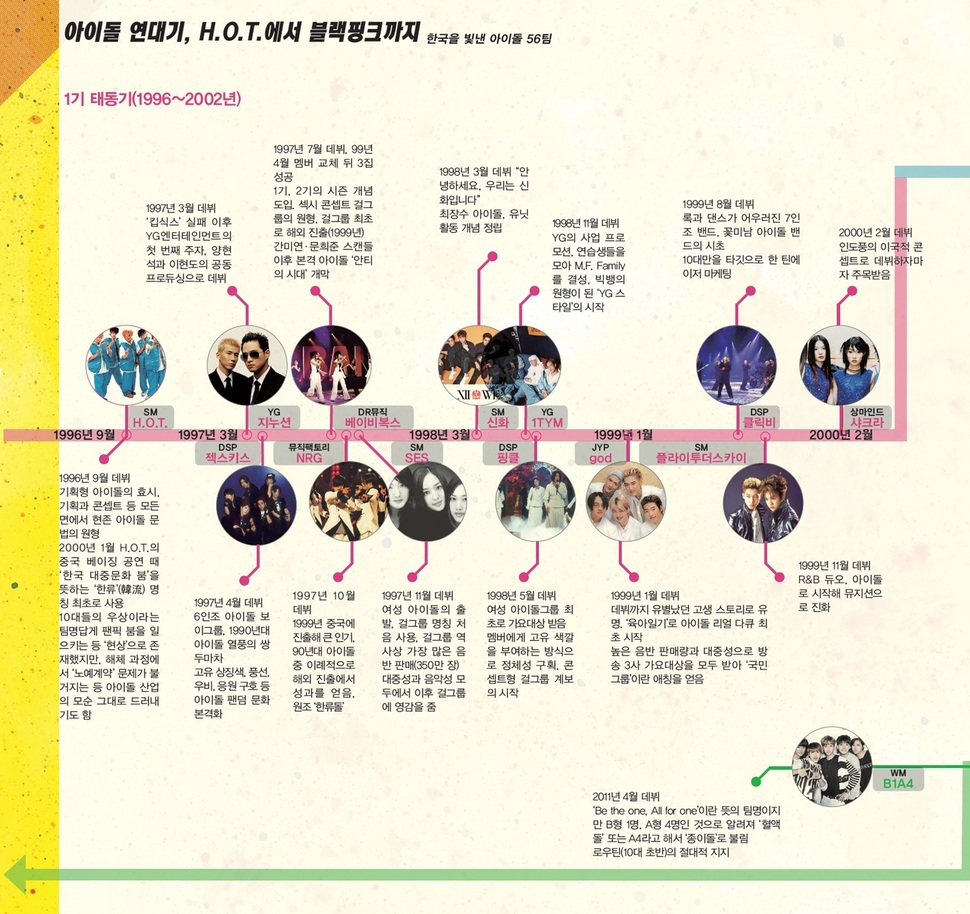 아이돌 연대기, H.O.T.에서 블랙핑크까지 한국을 빛낸 아이돌 56팀
1기 태동기(1996～2002년)
1997년 3월 데뷔
‘킵식스’ 실패 이후
YG엔터테인먼트의
첫 번째 주자, 양현
석과 이현도의 공동
프로듀싱으로 데뷔
1997년 7월 데뷔, 99년
4월 멤버 교체 뒤 3집
성공
1기, 2기의 시즌 개념
도입, 섹시 콘셉트 걸그
룹의 원형, 걸그룹 최초
로 해외 진출(1999년)
간미연·문희준 스캔들
이후 본격 아이돌 ‘안티
의 시대’ 개막
1998년 3월 데뷔 “안
녕하세요, 우리는 신
화입니다”
최장수 아이돌, 유닛
활동 개념 정립
1998년 11월 데뷔
YG의 사업 프로
모션, 연습생들을
모아 M.F. Family
를 결성, 빅뱅의
원형이 된 ‘YG 스
타일’의 시작
1999년 8월 데뷔
록과 댄스가 어우러진 7인
조 밴드, 꽃미남 아이돌 밴
드의 시초
10대만을 타깃으로 한 틴에
이저 마케팅
2000년 2월 데뷔
인도풍의 이국적 콘
셉트로 데뷔하자마
자 주목받음
XII
SM
H.O.T.
YG
지누션
DR뮤직
베이비복스
SM
신화
YG
1TYM
DSP
클릭비
상마인드
샤크라
1996년 9월
1997년 3월
1998년 3월
1999년 1월
2000년 2월
DSP
젝스키스
뮤직팩토리
NRG
SM
SES
DSP
핑클
JYP
god
SM
플라이투더스카이
1996년 9월 데뷔
기획형 아이돌의 효시,
기획과 콘셉트 등 모든
면에서 현존 아이돌 문
법의 원형
2000년 1월 H.O.T.의
중국 베이징 공연 때
‘한국 대중문화 붐’을
뜻하는 ‘한류’(韓流) 명
칭 최초로 사용
10대들의 우상이라는
팀명답게 팬픽 붐을 일
으키는 등 ‘현상’으로 존
재했지만, 해체 과정에
서 ‘노예계약’ 문제가 불
거지는 등 아이돌 산업
의 모순 그대로 드러내
기도 함
1997년 4월 데뷔
6인조 아이돌 보
이그룹, 1990년대
아이돌 열풍의 쌍
두마차
고유 상징색, 풍선,
우비, 응원 구호 등
아이돌 팬덤 문화
본격화
1997년 10월
데뷔
1999년 중국에
진출해 큰 인기,
90년대 아이돌
중 이례적으로
해외 진출에서
성과를 얻음,
원조 ‘한류돌’
1997년 11월 데뷔
여성 아이돌의 출
발, 걸그룹 명칭 처
음 사용, 걸그룹 역
사상 가장 많은 음
반 판매(350만 장)
대중성과 음악성 모
두에서 이후 걸그룹
에 영감을 줌
1998년 5월 데뷔
여성 아이돌그룹 최
초로 가요대상 받음
멤버에게 고유 색깔
을 부여하는 방식으
로 정체성 구획, 콘
셉트형 걸그룹 계보
의 시작
1999년 1월 데뷔
데뷔까지 유별났던 고생 스토리로 유
명, ‘육아일기’로 아이돌 리얼 다큐 최
초 시작
높은 음반 판매량과 대중성으로 방
송 3사 가요대상을 모두 받아 ‘국민
그룹’이란 애칭을 얻음
1999년 11월 데뷔
R&B 듀오, 아이돌
로 시작해 뮤지션으
로 진화
WM
B1A4
2011년 4월 데뷔
‘Be the one, All for one’이란 뜻의 팀명이지
만 B형 1명, A형 4명인 것으로 알려져 ‘혈액
돌’ 또는 A4라고 해서 ‘종이돌’로 불림
로우틴(10대 초반)의 절대적 지지